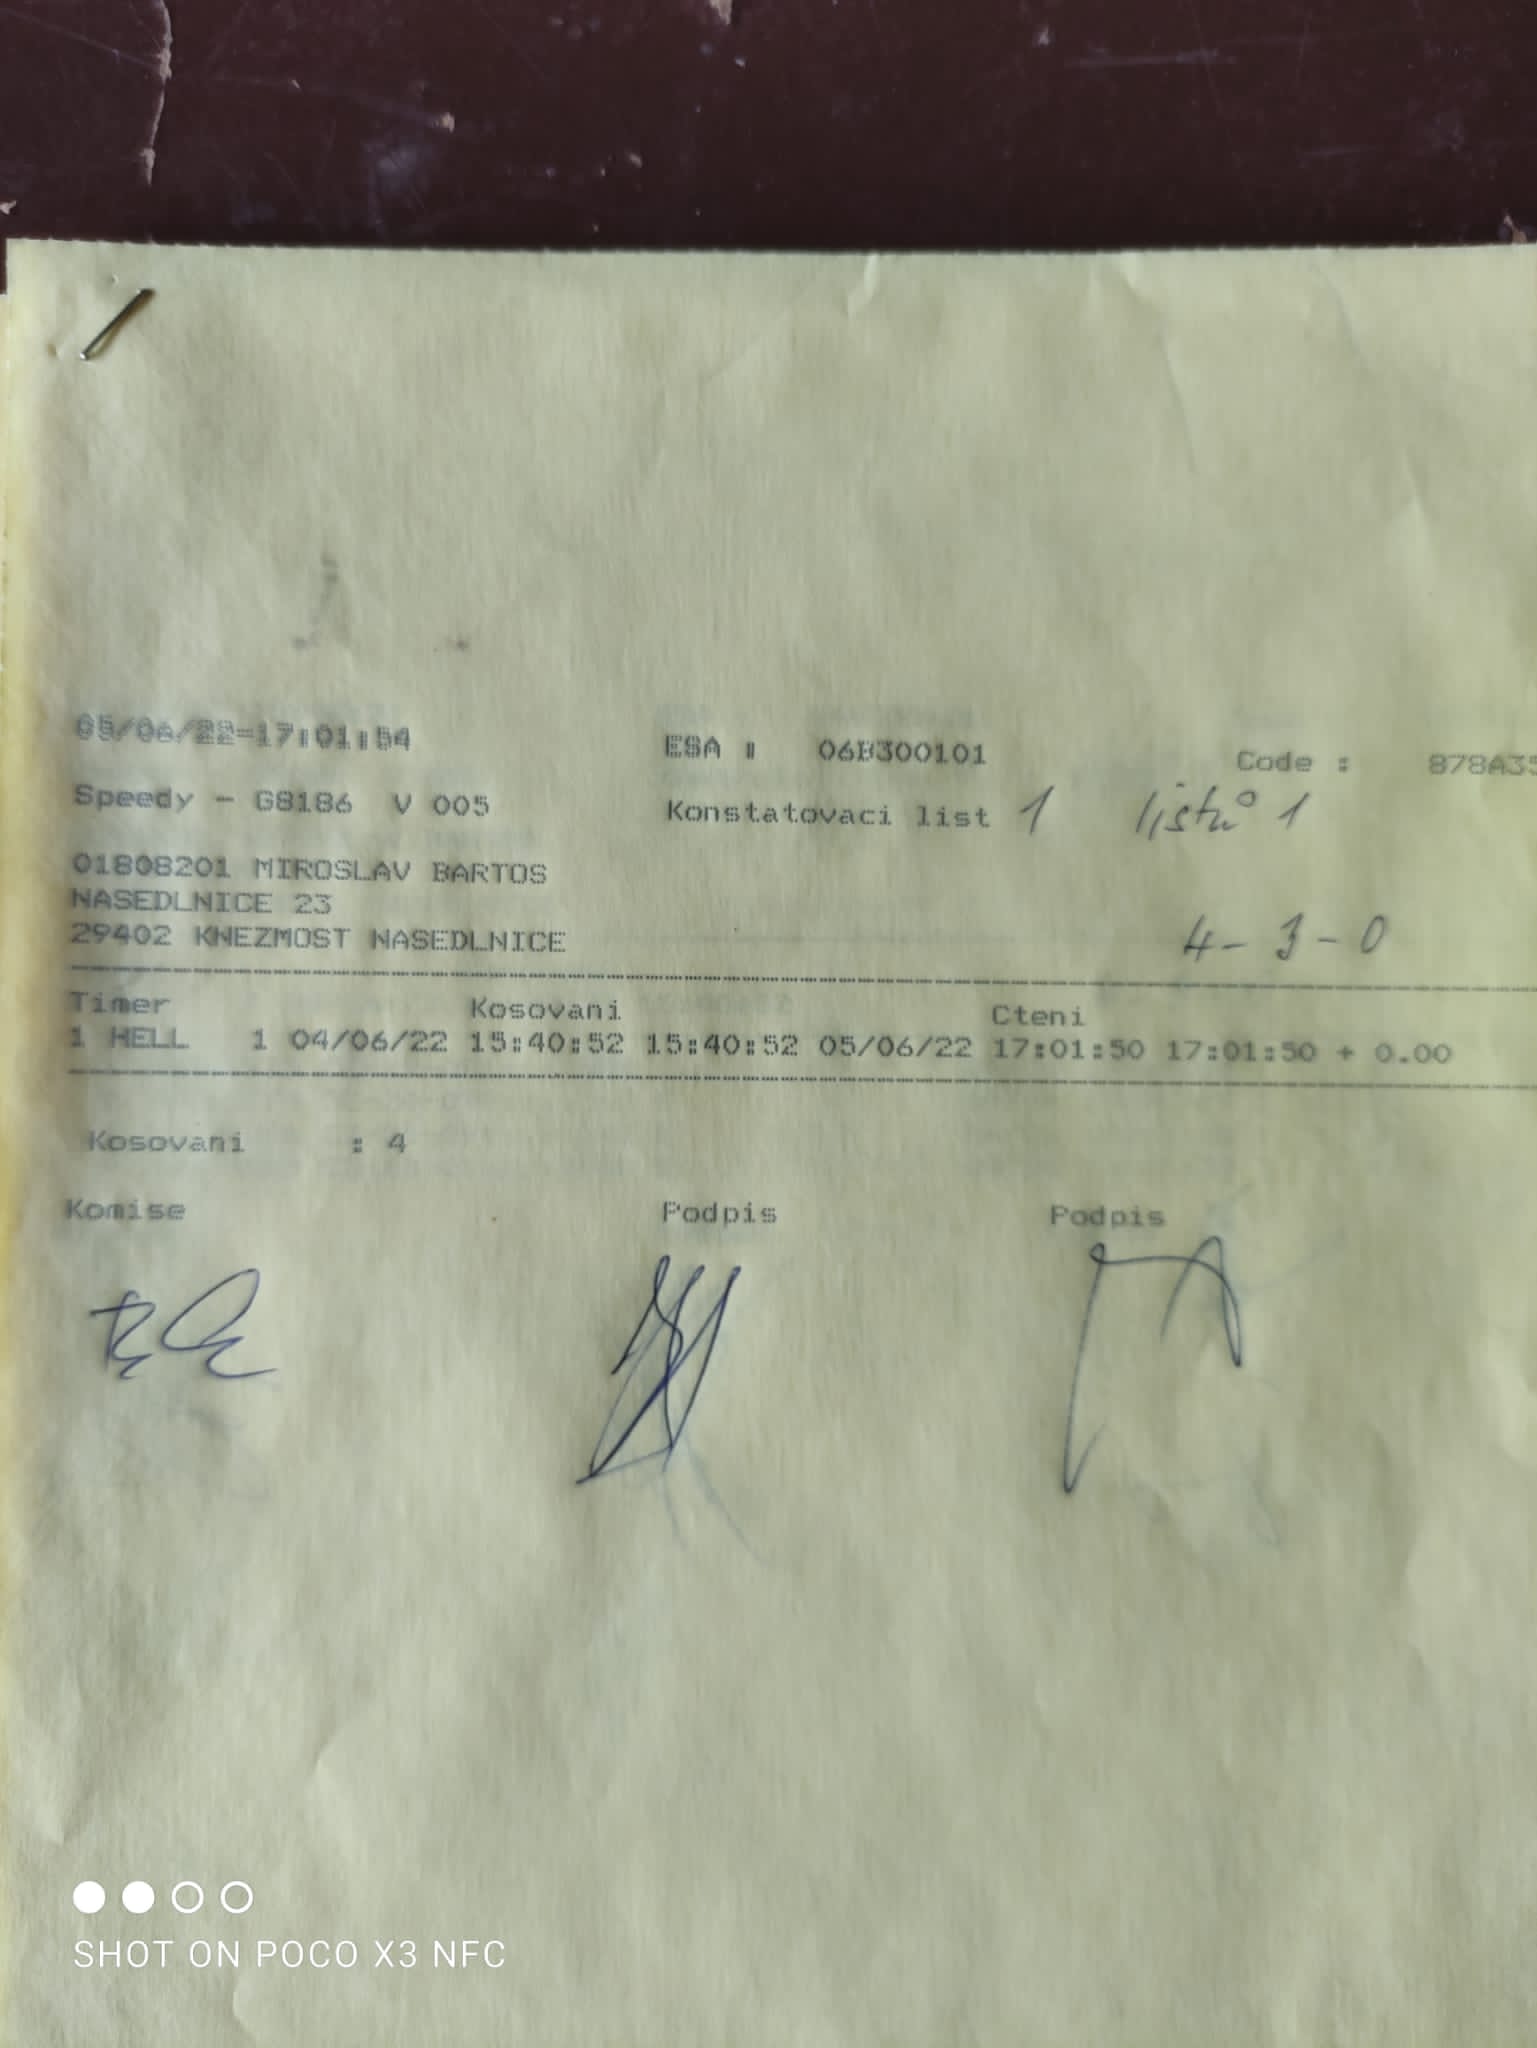 05/06/22=17:01:54 ESA : 06B300101 Code : 878A35
Speedy - G8186 V 005 Konstatovaci list 1 listů 1
01808201 MIROSLAV BARTOS
NASEDLNICE 23
29402 KNEZMOST NASEDLNICE 4 - 3 - 0
Timer Kosovani Cteni
1 HELL 1 04/06/22 15:40:52 15:40:52 05/06/22 17:01:50 17:01:50 + 0.00
Kosovani : 4
Komise Podpis Podpis
SHOT ON POCO X3 NFC